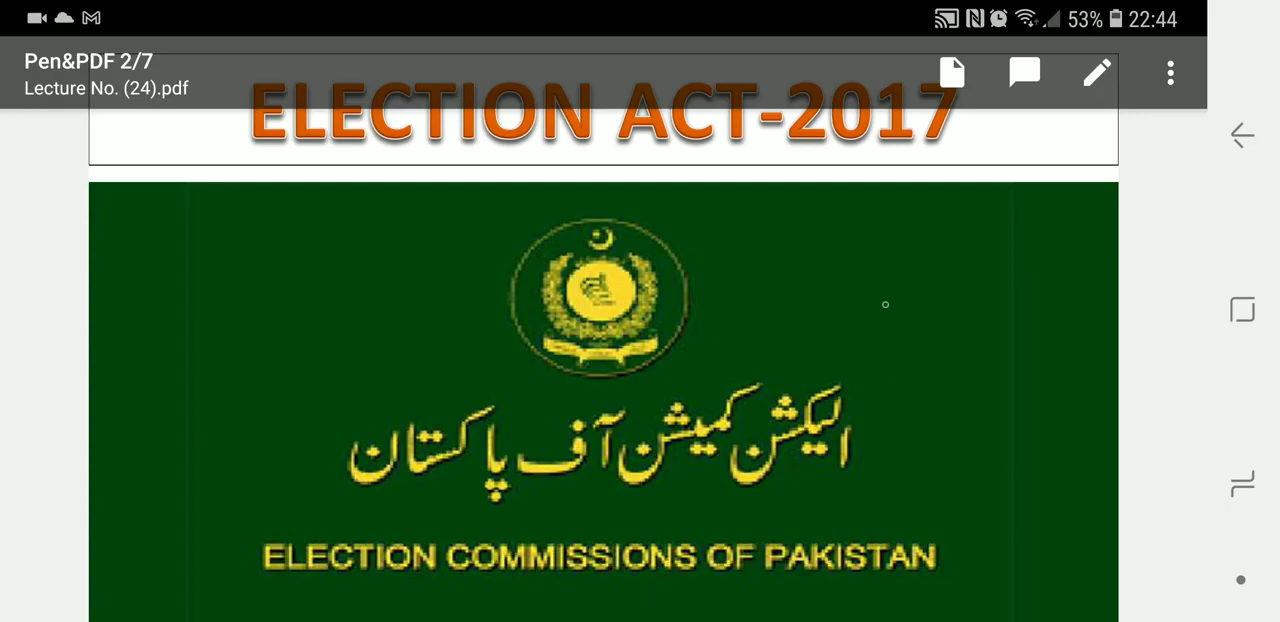 53% 22:44
Pen&PDF 2/7
Lecture No. (24).pdf
ELECTION ACT-2017
الیکشن کمیشن آف پاکستان
ELECTION COMMISSIONS OF PAKISTAN